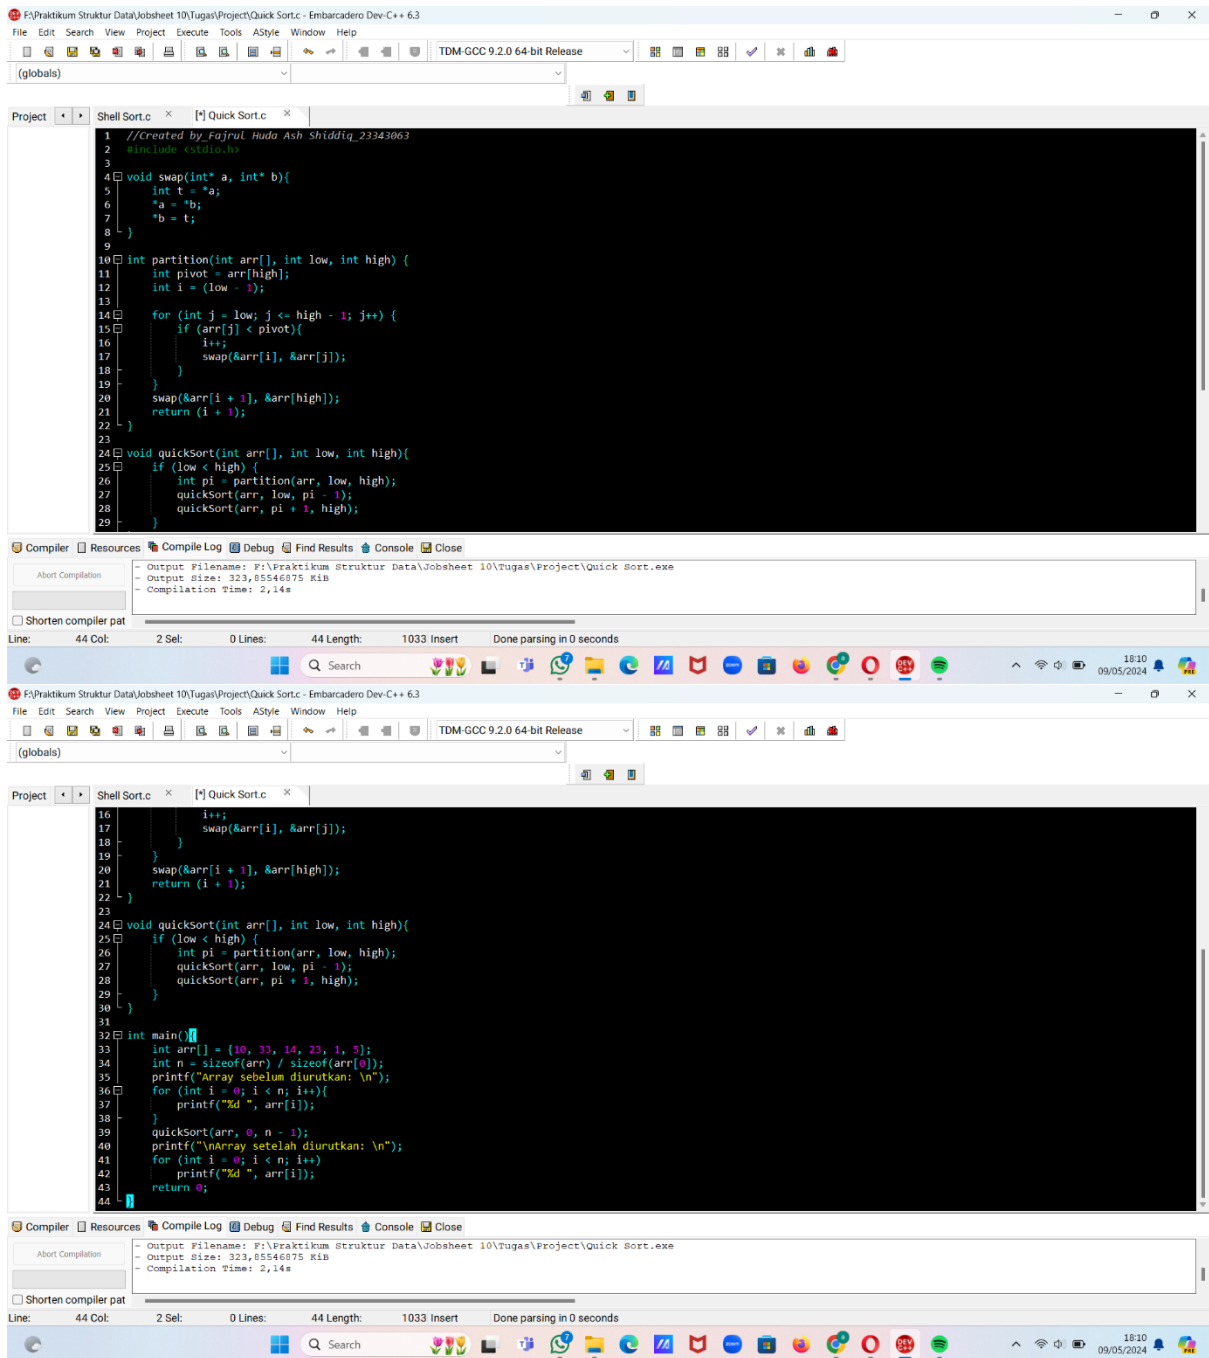 F:\Praktikum Struktur Data\Jobsheet 10\Tugas\Project\Quick Sort.c - Embarcadero Dev-C++ 6.3
File Edit Search View Project Execute Tools AStyle Window Help
TDM-GCC 9.2.0 64-bit Release
(globals)
Project Shell Sort.c [*] Quick Sort.c
1 //Created by_Fajrul Huda Ash Shiddiq_23343063
2 #include <stdio.h>
3
4 void swap(int* a, int* b){
5 int t = *a;
6 *a = *b;
7 *b = t;
8 }
9
10 int partition(int arr[], int low, int high) {
11 int pivot = arr[high];
12 int i = (low - 1);
13
14 for (int j = low; j <= high - 1; j++) {
15 if (arr[j] < pivot){
16 i++;
17 swap(&arr[i], &arr[j]);
18 }
19 }
20 swap(&arr[i + 1], &arr[high]);
21 return (i + 1);
22 }
23
24 void quickSort(int arr[], int low, int high){
25 if (low < high) {
26 int pi = partition(arr, low, high);
27 quickSort(arr, low, pi - 1);
28 quickSort(arr, pi + 1, high);
29 }
Compiler Resources Compile Log Debug Find Results Console Close
Abort Compilation
- Output Filename: F:\Praktikum Struktur Data\Jobsheet 10\Tugas\Project\Quick Sort.exe
- Output Size: 323,85546875 KiB
- Compilation Time: 2,14s
Shorten compiler pat
Line: 44 Col: 2 Sel: 0 Lines: 44 Length: 1033 Insert Done parsing in 0 seconds
Search 18:10
09/05/2024
F:\Praktikum Struktur Data\Jobsheet 10\Tugas\Project\Quick Sort.c - Embarcadero Dev-C++ 6.3
File Edit Search View Project Execute Tools AStyle Window Help
TDM-GCC 9.2.0 64-bit Release
(globals)
Project Shell Sort.c [*] Quick Sort.c
16 i++;
17 swap(&arr[i], &arr[j]);
18 }
19 }
20 swap(&arr[i + 1], &arr[high]);
21 return (i + 1);
22 }
23
24 void quickSort(int arr[], int low, int high){
25 if (low < high) {
26 int pi = partition(arr, low, high);
27 quickSort(arr, low, pi - 1);
28 quickSort(arr, pi + 1, high);
29 }
30 }
31
32 int main(){
33 int arr[] = {10, 33, 14, 23, 1, 5};
34 int n = sizeof(arr) / sizeof(arr[0]);
35 printf("Array sebelum diurutkan: \n");
36 for (int i = 0; i < n; i++){
37 printf("%d ", arr[i]);
38 }
39 quickSort(arr, 0, n - 1);
40 printf("\nArray setelah diurutkan: \n");
41 for (int i = 0; i < n; i++)
42 printf("%d ", arr[i]);
43 return 0;
44 }
Compiler Resources Compile Log Debug Find Results Console Close
Abort Compilation
- Output Filename: F:\Praktikum Struktur Data\Jobsheet 10\Tugas\Project\Quick Sort.exe
- Output Size: 323,85546875 KiB
- Compilation Time: 2,14s
Shorten compiler pat
Line: 44 Col: 2 Sel: 0 Lines: 44 Length: 1033 Insert Done parsing in 0 seconds
Search 18:10
09/05/2024